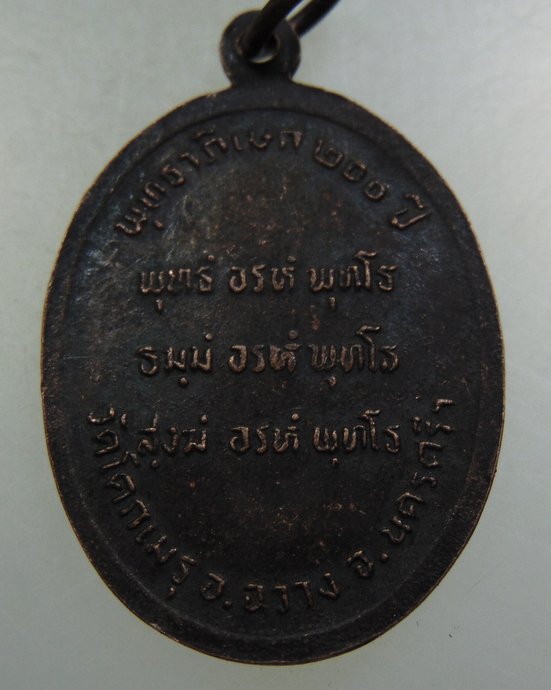 พุทธาภิเษก ๒๐๐ ปี
พุทธํ อรหํ พุทโธ
ธมฺมํ อรหํ พุทโธ
สงฺฆํ อรหํ พุทโธ
วัดโคกเมรุ อ.ฉวาง จ.นครศรีฯ